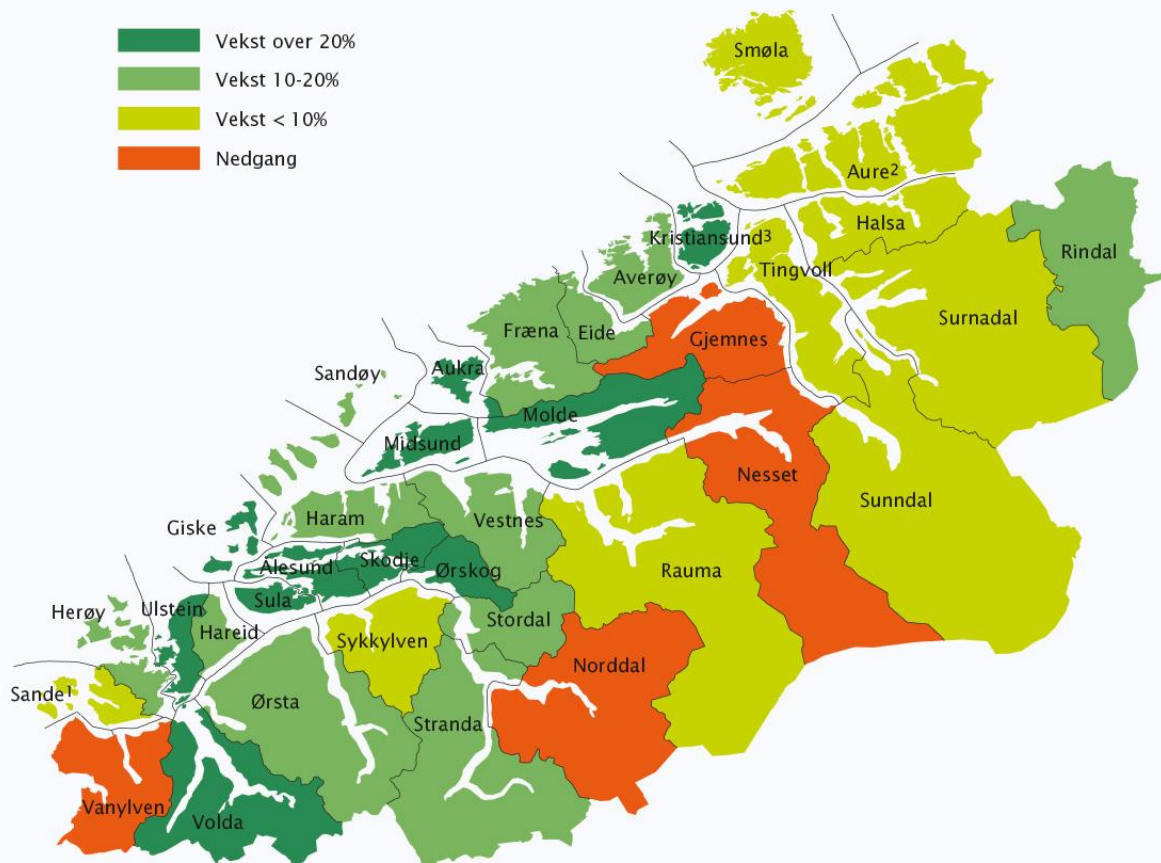 Vekst over 20%
Vekst 10-20%
Vekst < 10%
Nedgang
Smøla
Aure²
Halsa
Rindal
Kristiansund³
Tingvoll
Averøy
Surnadal
Fræna
Eide
Gjemnes
Aukra
Sandøy
Molde
Midsund
Nesset
Sunndal
Haram
Vestnes
Giske
Skodje
Ålesund
Ørskog
Rauma
Sula
Ulstein
Herøy
Hareid
Stordal
Sykkylven
Norddal
Sande¹
Ørsta
Stranda
Vanylven
Volda